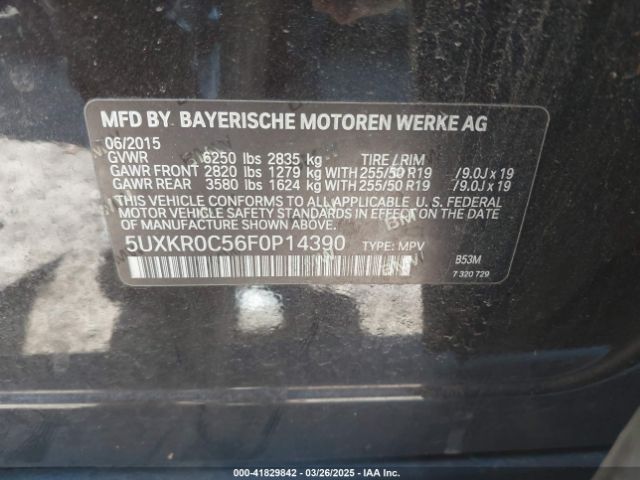 MFD BY BAYERISCHE MOTOREN WERKE AG
06/2015
GVWR 6250 lbs 2835 kg TIRE / RIM
GAWR FRONT 2820 lbs 1279 kg WITH 255/50 R19 /9.0J x 19
GAWR REAR 3580 lbs 1624 kg WITH 255/50 R19 /9.0J x 19
THIS VEHICLE CONFORMS TO ALL APPLICABLE U. S. FEDERAL
MOTOR VEHICLE SAFETY STANDARDS IN EFFECT ON THE DATE OF
MANUFACTURE SHOWN ABOVE.
5UXKR0C56F0P14390 TYPE: MPV
B53M
7 320 729
000-41829842 - 03/26/2025 - IAA Inc.